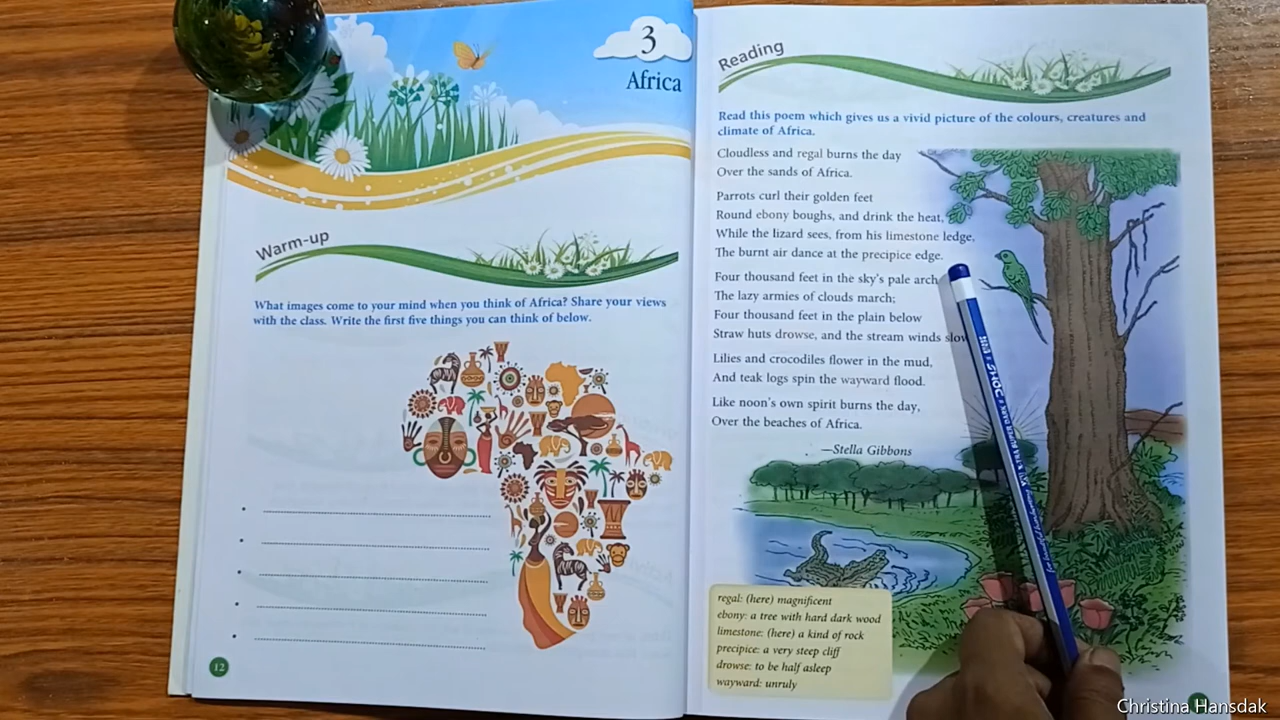 3
Africa
Warm-up
What images come to your mind when you think of Africa? Share your views
with the class. Write the first five things you can think of below.
12
Reading
Read this poem which gives us a vivid picture of the colours, creatures and
climate of Africa.
Cloudless and regal burns the day
Over the sands of Africa.
Parrots curl their golden feet
Round ebony boughs, and drink the heat,
While the lizard sees, from his limestone ledge,
The burnt air dance at the precipice edge.
Four thousand feet in the sky's pale arch
The lazy armies of clouds march;
Four thousand feet in the plain below
Straw huts drowse, and the stream winds slow
Lilies and crocodiles flower in the mud,
And teak logs spin the wayward flood.
Like noon's own spirit burns the day,
Over the beaches of Africa.
—Stella Gibbons
regal: (here) magnificent
ebony: a tree with hard dark wood
limestone: (here) a kind of rock
precipice: a very steep cliff
drowse: to be half asleep
wayward: unruly
Christina Hansdak